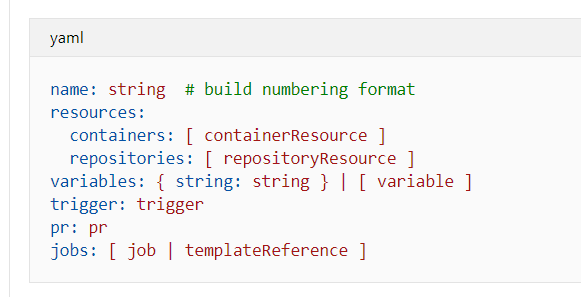 yaml
name: string  # build numbering format
resources:
  containers: [ containerResource ]
  repositories: [ repositoryResource ]
variables: { string: string } | [ variable ]
trigger: trigger
pr: pr
jobs: [ job | templateReference ]